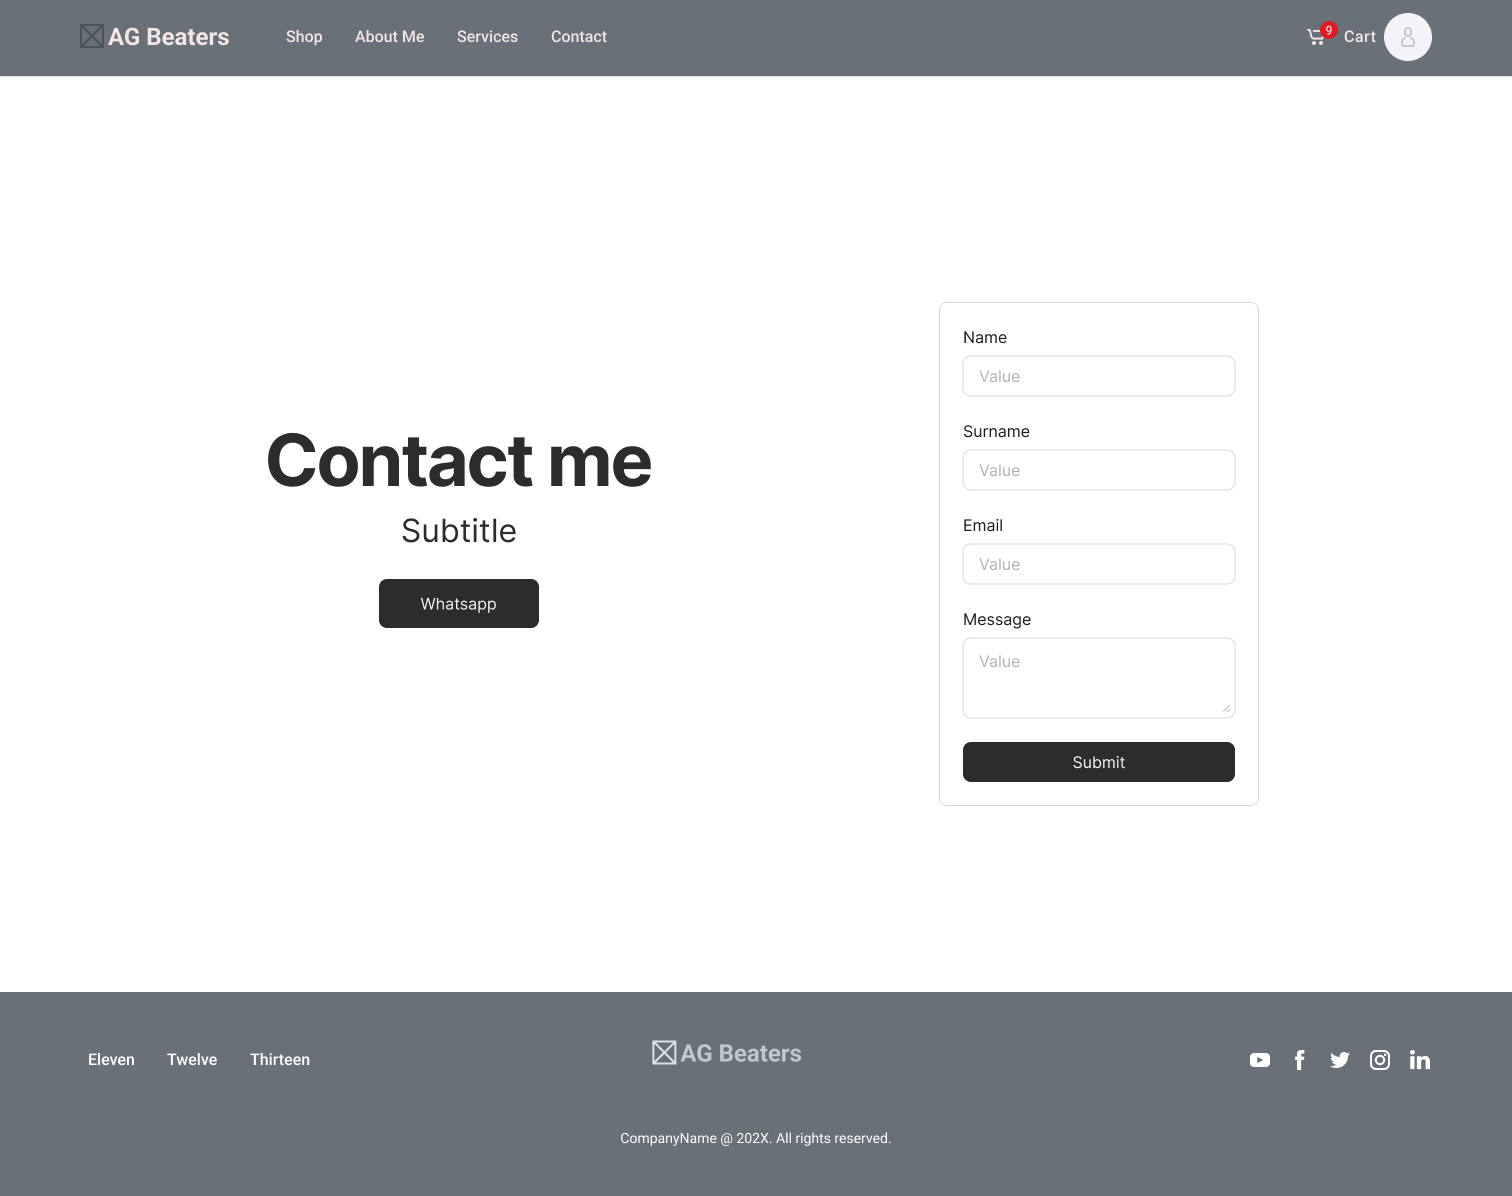 AG Beaters
Shop
About Me
Services
Contact
9
Cart
Contact me
Subtitle
Whatsapp
Name
Value
Surname
Value
Email
Value
Message
Value
Submit
Eleven
Twelve
Thirteen
AG Beaters
CompanyName @ 202X. All rights reserved.